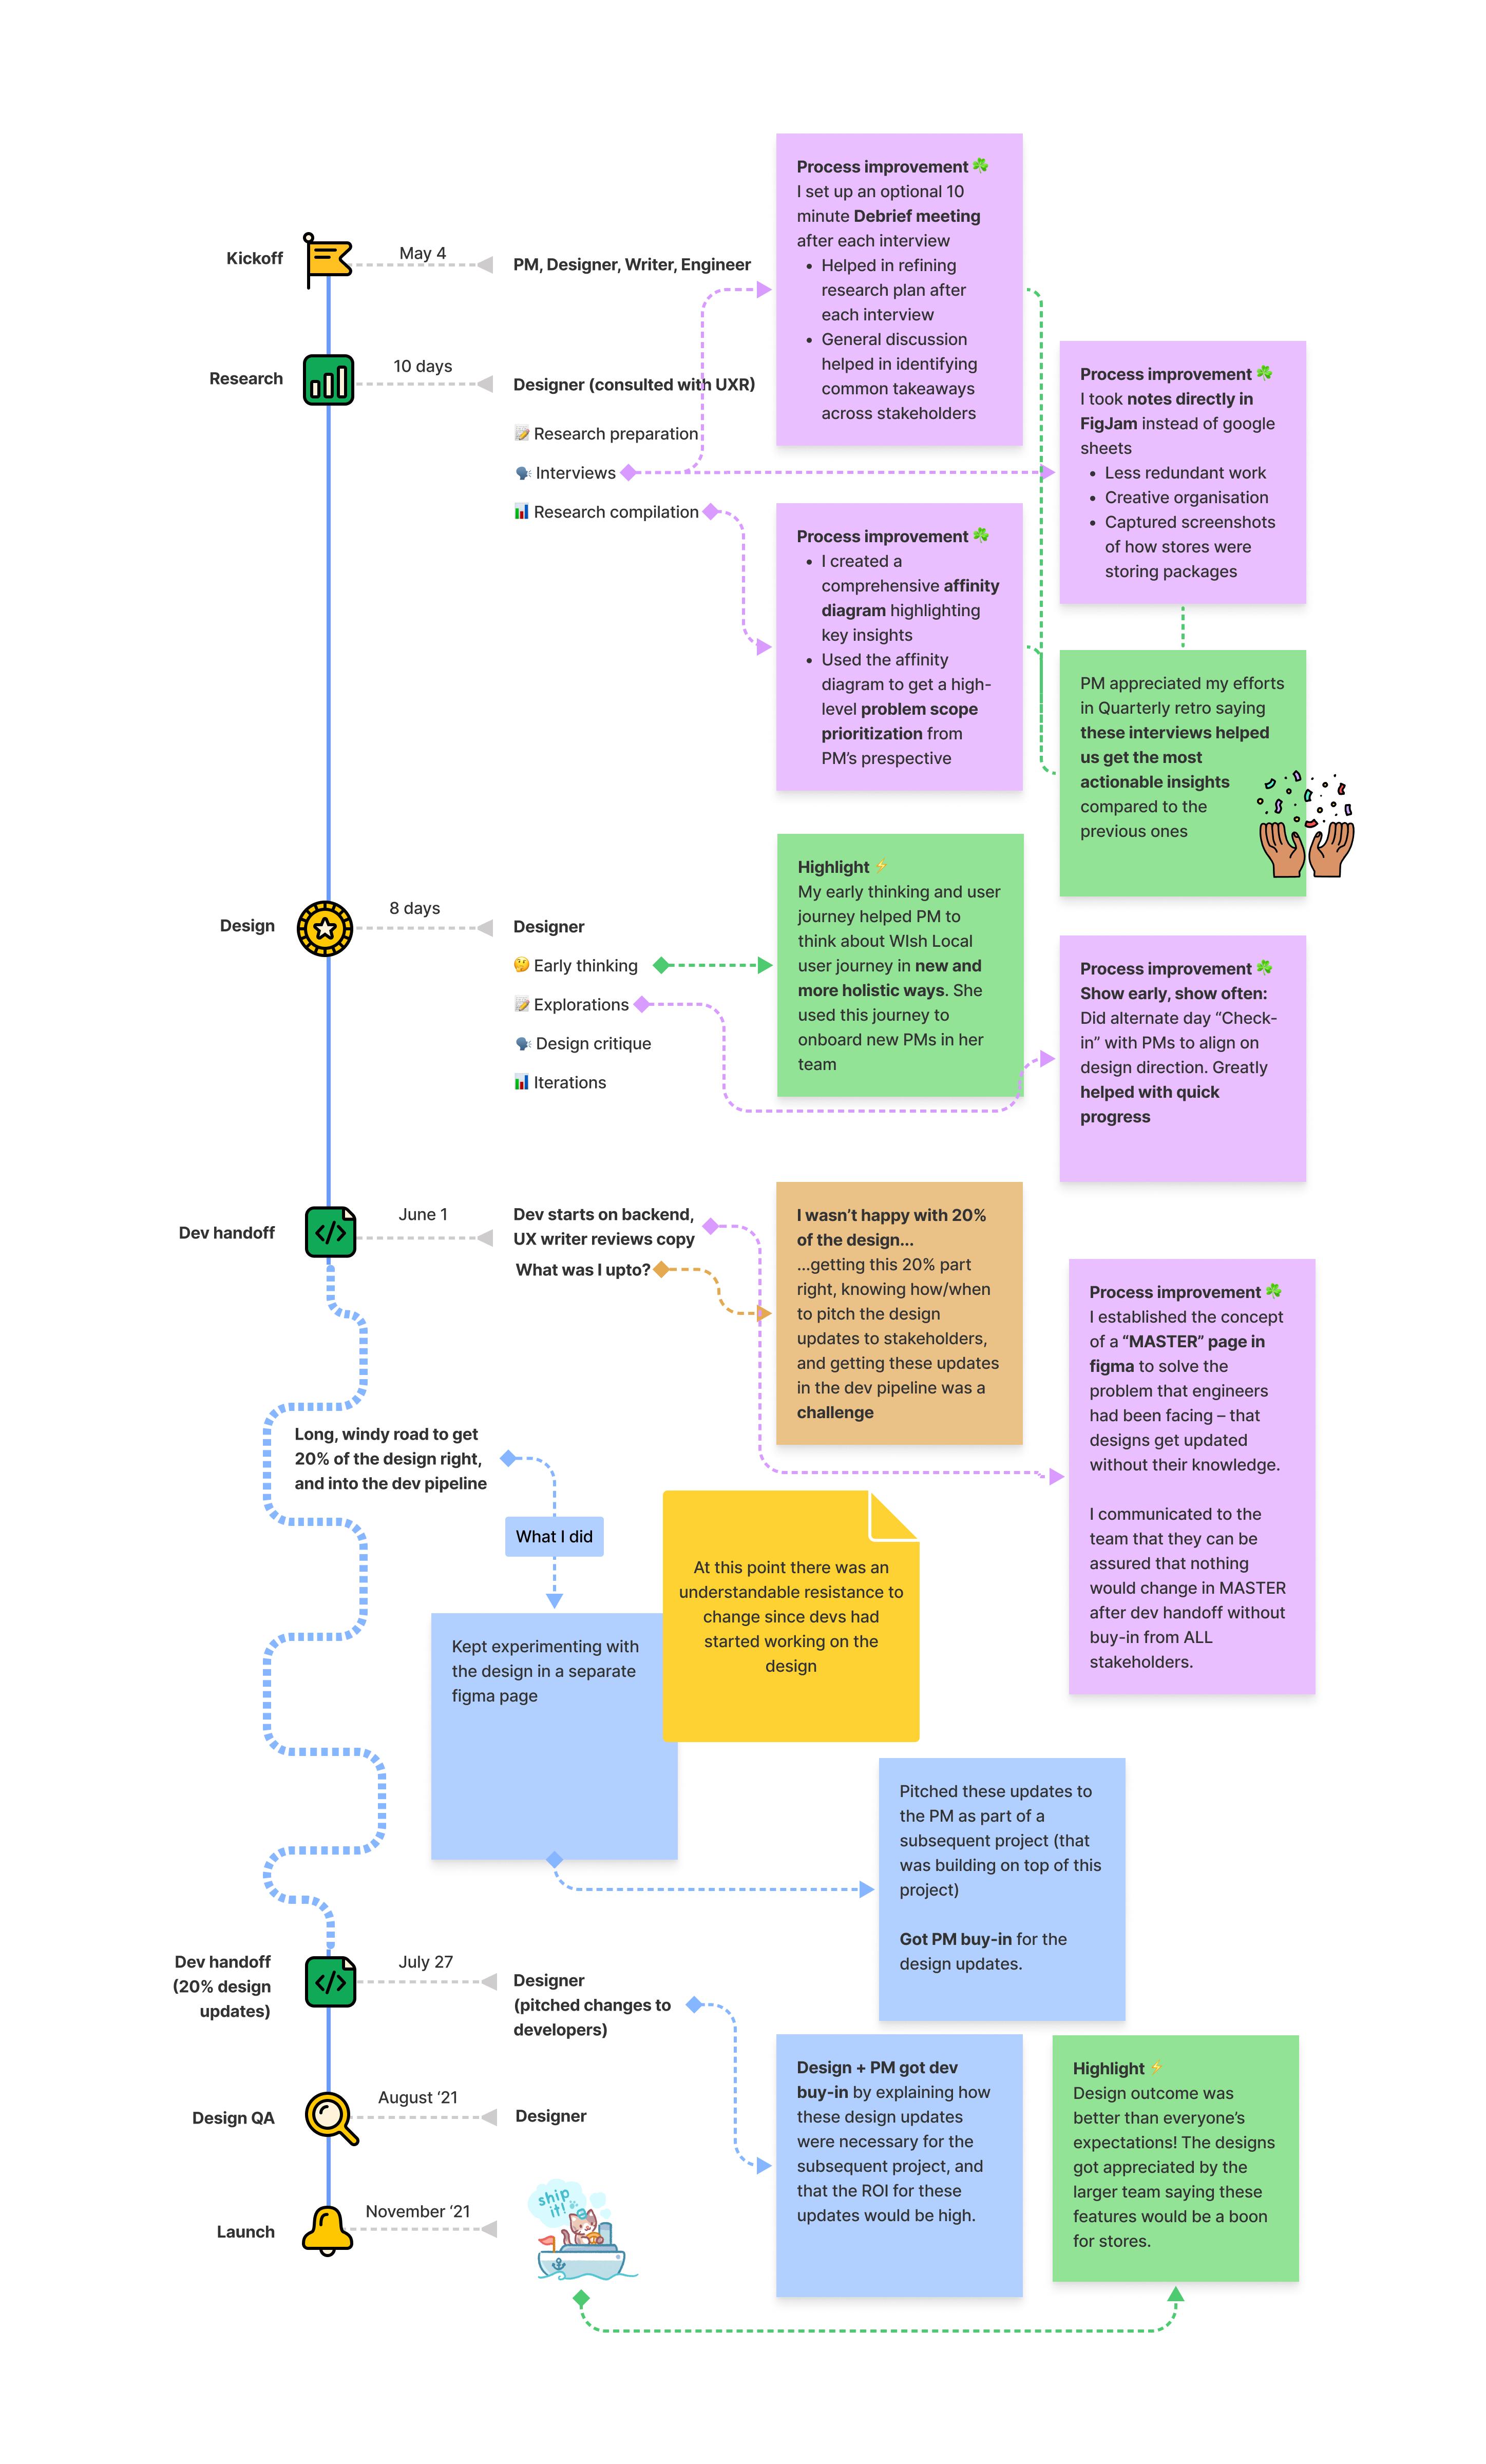 Kickoff
May 4
PM, Designer, Writer, Engineer
Process improvement ☘️
I set up an optional 10
minute Debrief meeting
after each interview
• Helped in refining
research plan after
each interview
• General discussion
helped in identifying
common takeaways
across stakeholders
Research
10 days
Designer (consulted with UXR)
📝 Research preparation
🗣️ Interviews
📊 Research compilation
Process improvement ☘️
I took notes directly in
FigJam instead of google
sheets
• Less redundant work
• Creative organisation
• Captured screenshots
of how stores were
storing packages
Process improvement ☘️
• I created a
comprehensive affinity
diagram highlighting
key insights
• Used the affinity
diagram to get a high-
level problem scope
prioritization from
PM’s prespective
PM appreciated my efforts
in Quarterly retro saying
these interviews helped
us get the most
actionable insights
compared to the
previous ones
Design
8 days
Designer
🤔 Early thinking
📝 Explorations
🗣️ Design critique
📊 Iterations
Highlight ⚡
My early thinking and user
journey helped PM to
think about WIsh Local
user journey in new and
more holistic ways. She
used this journey to
onboard new PMs in her
team
Process improvement ☘️
Show early, show often:
Did alternate day “Check-
in” with PMs to align on
design direction. Greatly
helped with quick
progress
Dev handoff
June 1
Dev starts on backend,
UX writer reviews copy
What was I upto?
I wasn’t happy with 20%
of the design...
...getting this 20% part
right, knowing how/when
to pitch the design
updates to stakeholders,
and getting these updates
in the dev pipeline was a
challenge
Process improvement ☘️
I established the concept
of a “MASTER” page in
figma to solve the
problem that engineers
had been facing – that
designs get updated
without their knowledge.
I communicated to the
team that they can be
assured that nothing
would change in MASTER
after dev handoff without
buy-in from ALL
stakeholders.
Long, windy road to get
20% of the design right,
and into the dev pipeline
What I did
At this point there was an
understandable resistance to
change since devs had
started working on the
design
Kept experimenting with
the design in a separate
figma page
Pitched these updates to
the PM as part of a
subsequent project (that
was building on top of this
project)
Got PM buy-in for the
design updates.
Dev handoff
(20% design
updates)
July 27
Designer
(pitched changes to
developers)
Design + PM got dev
buy-in by explaining how
these design updates
were necessary for the
subsequent project, and
that the ROI for these
updates would be high.
Highlight ⚡
Design outcome was
better than everyone’s
expectations! The designs
got appreciated by the
larger team saying these
features would be a boon
for stores.
Design QA
August ‘21
Designer
Launch
November ‘21
ship
it!